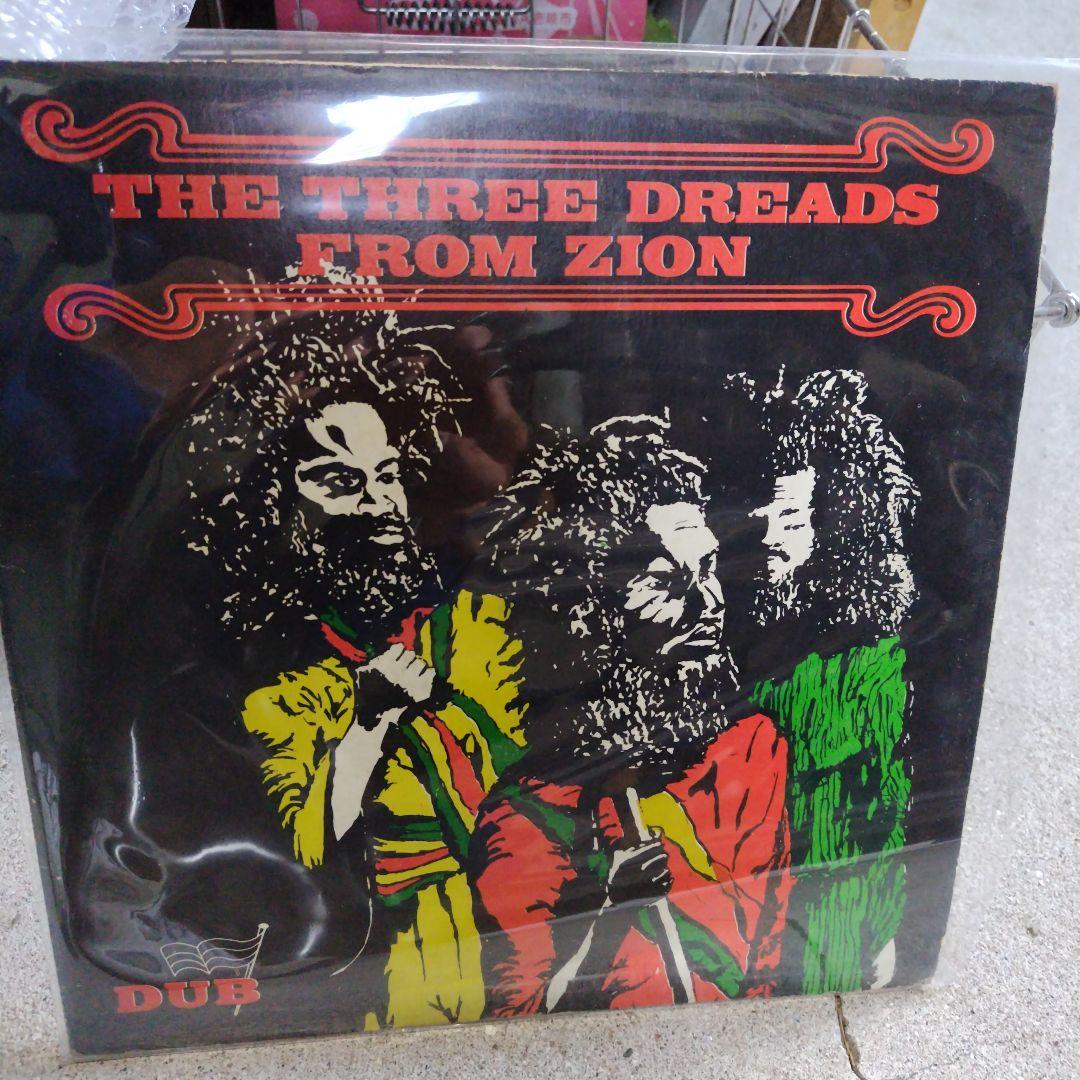 THE THREE DREADS
FROM ZION
DUB